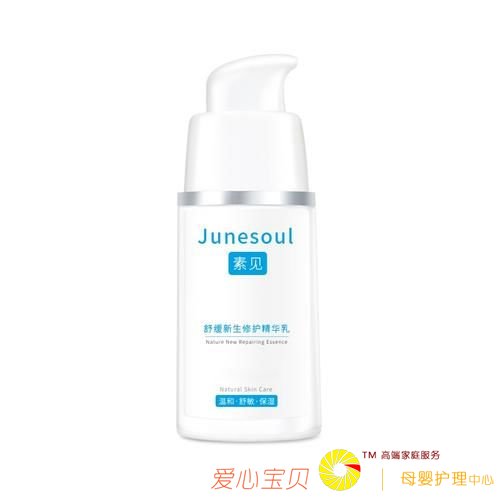 Junesoul
素见
舒缓新生修护精华乳
Nature New Repairing Essence
Natural Skin Care
温和·舒敏·保湿
爱心宝贝
TM 高端家庭服务
母婴护理中心